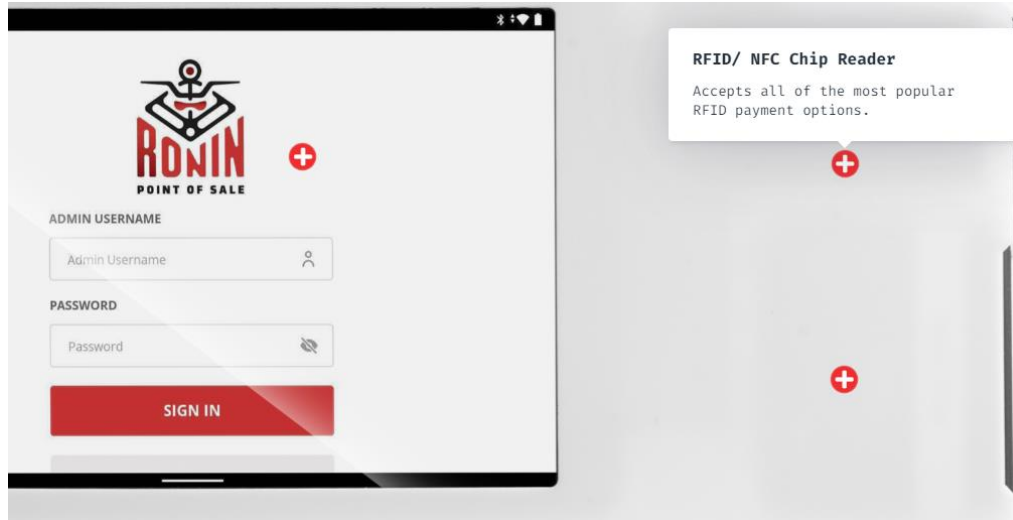 RFID/ NFC Chip Reader
Accepts all of the most popular
RFID payment options.
RONIN
POINT OF SALE
ADMIN USERNAME
Admin Username
PASSWORD
Password
SIGN IN